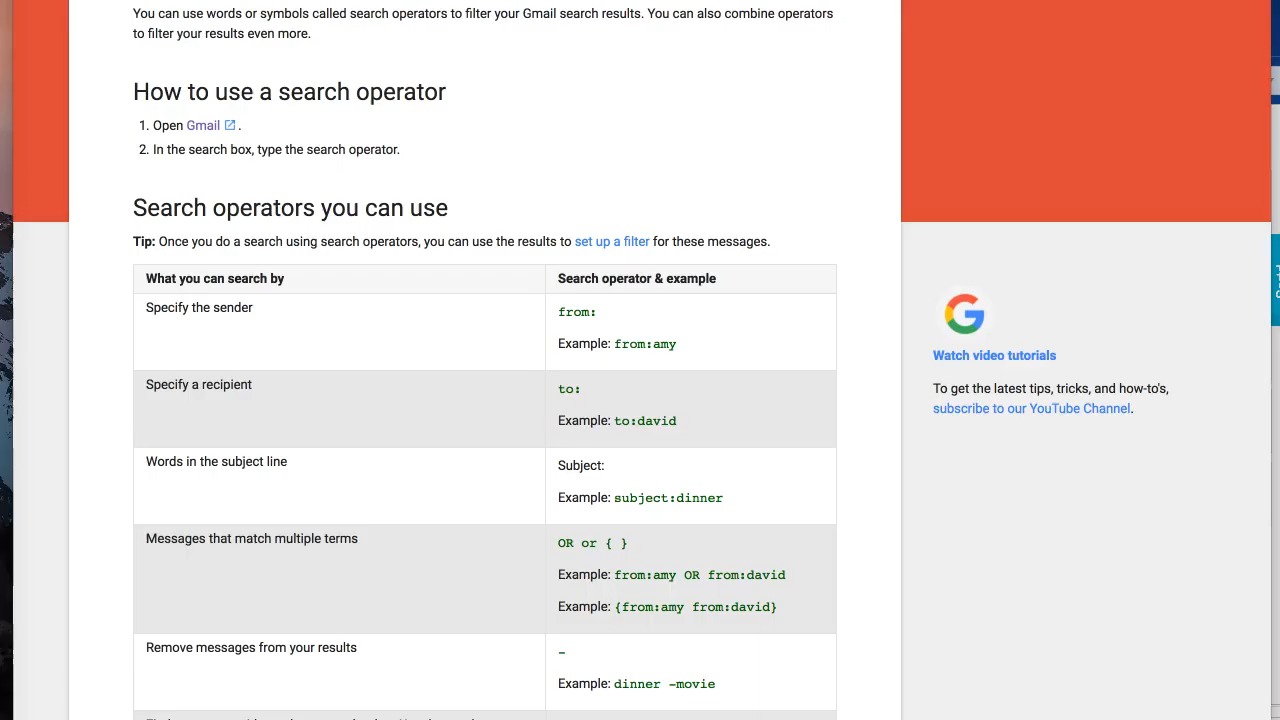 You can use words or symbols called search operators to filter your Gmail search results. You can also combine operators
to filter your results even more.
How to use a search operator
1. Open Gmail .
2. In the search box, type the search operator.
Search operators you can use
Tip: Once you do a search using search operators, you can use the results to set up a filter for these messages.
What you can search by
Search operator & example
Specify the sender
from:
Example: from:amy
Specify a recipient
to:
Example: to:david
Words in the subject line
Subject:
Example: subject:dinner
Messages that match multiple terms
OR or { }
Example: from:amy OR from:david
Example: {from:amy from:david}
Remove messages from your results
-
Example: dinner -movie
Watch video tutorials
To get the latest tips, tricks, and how-to's,
subscribe to our YouTube Channel.